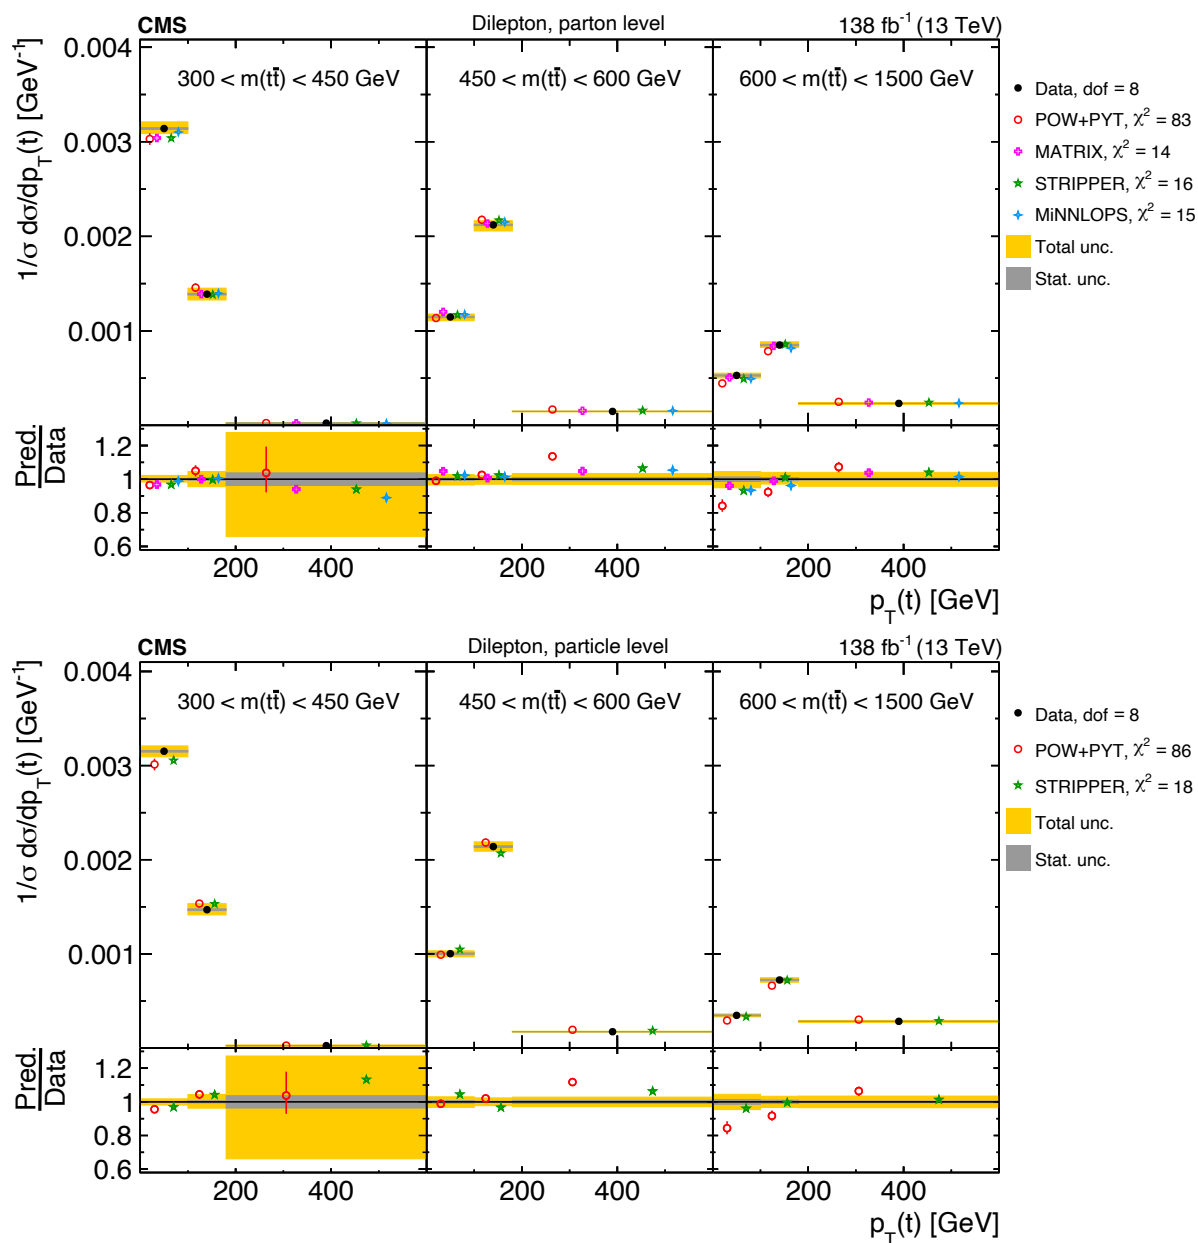 CMS Dilepton, parton level 138 fb⁻¹ (13 TeV)
1/σ dσ/dp_T(t) [GeV⁻¹]
0.004
0.003
0.002
0.001
300 < m(tt̄) < 450 GeV
450 < m(tt̄) < 600 GeV
600 < m(tt̄) < 1500 GeV
Data, dof = 8
POW+PYT, χ² = 83
MATRIX, χ² = 14
STRIPPER, χ² = 16
MiNNLOPS, χ² = 15
Total unc.
Stat. unc.
Pred.
Data
1.2
1
0.8
0.6
200 400 200 400 200 400
p_T(t) [GeV]
CMS Dilepton, particle level 138 fb⁻¹ (13 TeV)
1/σ dσ/dp_T(t) [GeV⁻¹]
0.004
0.003
0.002
0.001
300 < m(tt̄) < 450 GeV
450 < m(tt̄) < 600 GeV
600 < m(tt̄) < 1500 GeV
Data, dof = 8
POW+PYT, χ² = 86
STRIPPER, χ² = 18
Total unc.
Stat. unc.
Pred.
Data
1.2
1
0.8
0.6
200 400 200 400 200 400
p_T(t) [GeV]